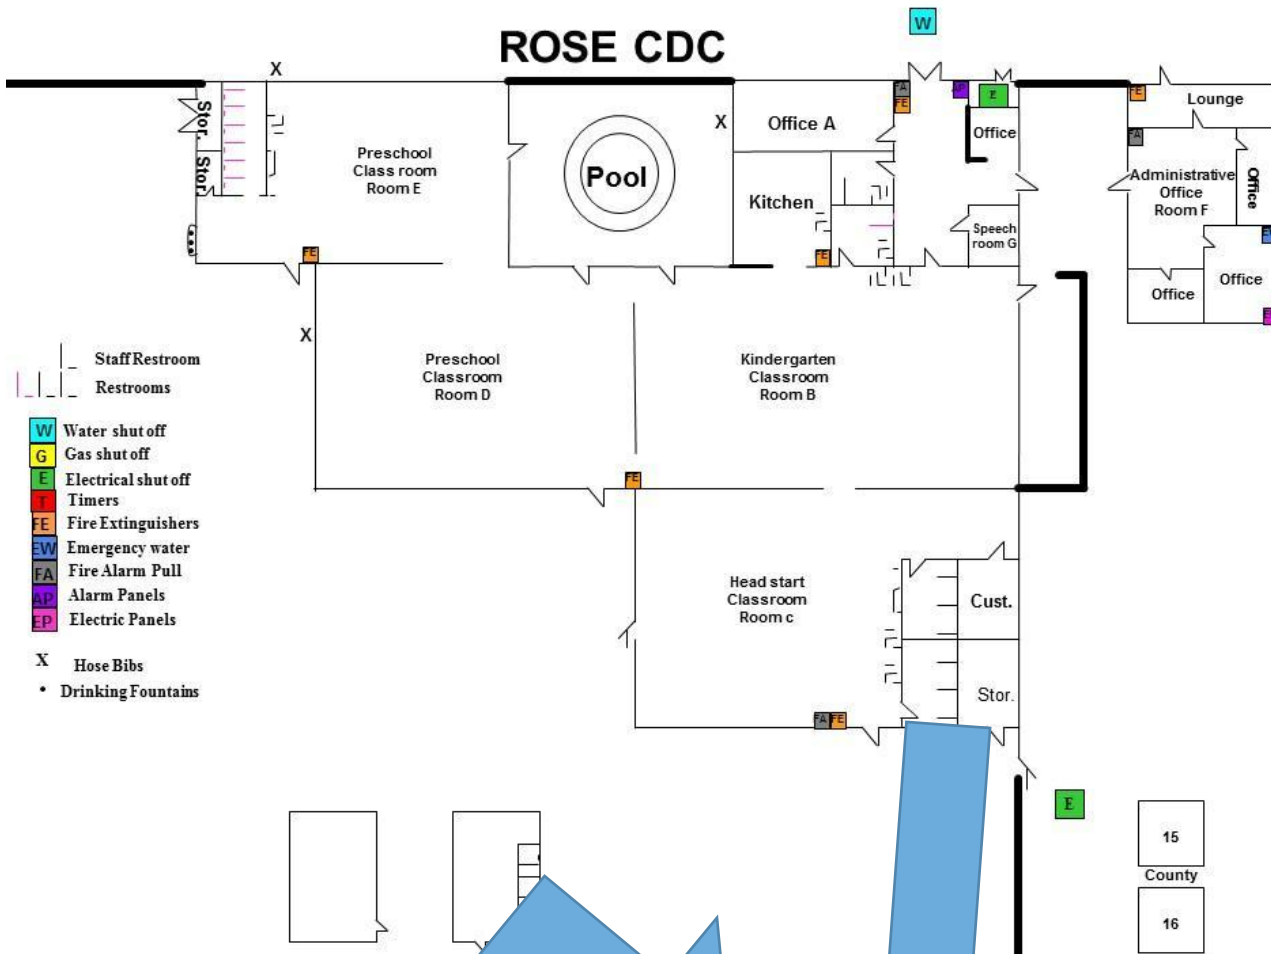 ROSE CDC
W
X
FA
FE
AP
E
FE
Lounge
Stor.
Stor.
X
Office A
Office
FA
Preschool
Class room
Room E
Pool
Kitchen
Administrative
Office
Room F
Office
Speech
room G
FE
FE
Office
Office
X
Preschool
Classroom
Room D
Kindergarten
Classroom
Room B
Staff Restroom
Restrooms
W Water shut off
G Gas shut off
E Electrical shut off
T Timers
FE Fire Extinguishers
EW Emergency water
FA Fire Alarm Pull
AP Alarm Panels
EP Electric Panels
X Hose Bibs
• Drinking Fountains
FE
Head start
Classroom
Room c
Cust.
Stor.
FA FE
E
15
County
16